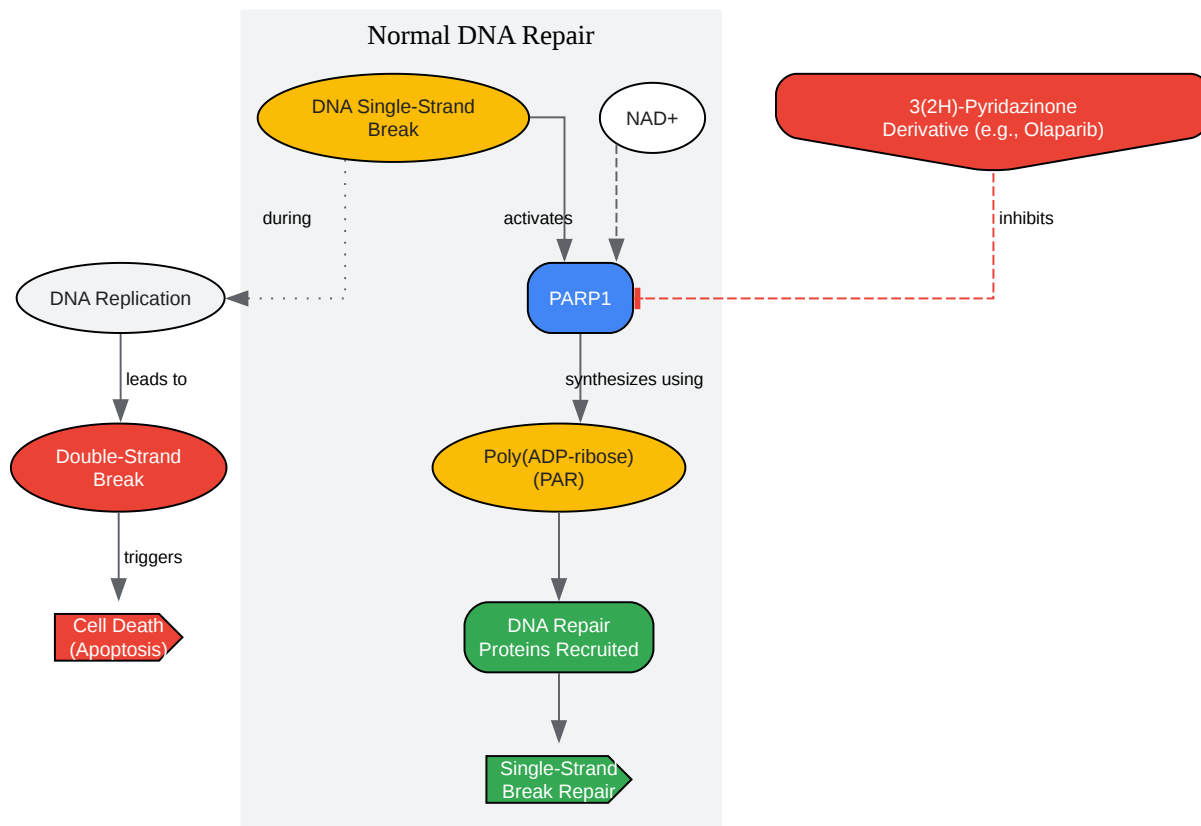 Normal DNA Repair
DNA Single-Strand
Break
NAD+
3(2H)-Pyridazinone
Derivative (e.g., Olaparib)
during
activates
inhibits
DNA Replication
PARP1
leads to
synthesizes using
Double-Strand
Break
Poly(ADP-ribose)
(PAR)
triggers
Cell Death
(Apoptosis)
DNA Repair
Proteins Recruited
Single-Strand
Break Repair